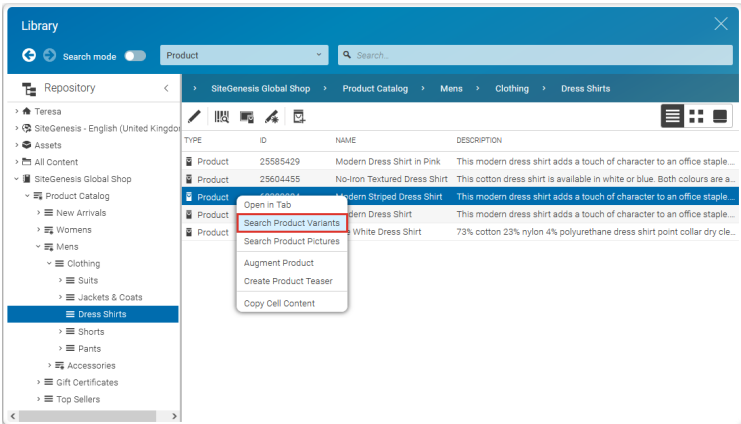 Library
Search mode
Product
Search...
Repository
SiteGenesis Global Shop > Product Catalog > Mens > Clothing > Dress Shirts
Teresa
SiteGenesis - English (United Kingdor
Assets
All Content
SiteGenesis Global Shop
Product Catalog
New Arrivals
Womens
Mens
Clothing
Suits
Jackets & Coats
Dress Shirts
Shorts
Pants
Accessories
Gift Certificates
Top Sellers
TYPE ID NAME DESCRIPTION
Product 25585429 Modern Dress Shirt in Pink This modern dress shirt adds a touch of character to an office staple....
Product 25604455 No-Iron Textured Dress Shirt This cotton dress shirt is available in white or blue. Both colours are a...
Product Modern Striped Dress Shirt This modern dress shirt adds a touch of character to an office staple....
Product dern Dress Shirt This modern dress shirt adds a touch of character to an office staple....
Product White Dress Shirt 73% cotton 23% nylon 4% polyurethane dress shirt point collar dry cle...
Open in Tab
Search Product Variants
Search Product Pictures
Augment Product
Create Product Teaser
Copy Cell Content